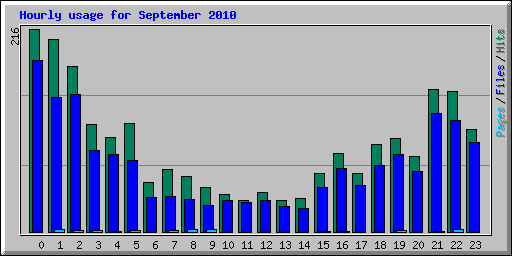 Hourly usage for September 2010
216
Pages/Files/Hits
0 1 2 3 4 5 6 7 8 9 10 11 12 13 14 15 16 17 18 19 20 21 22 23